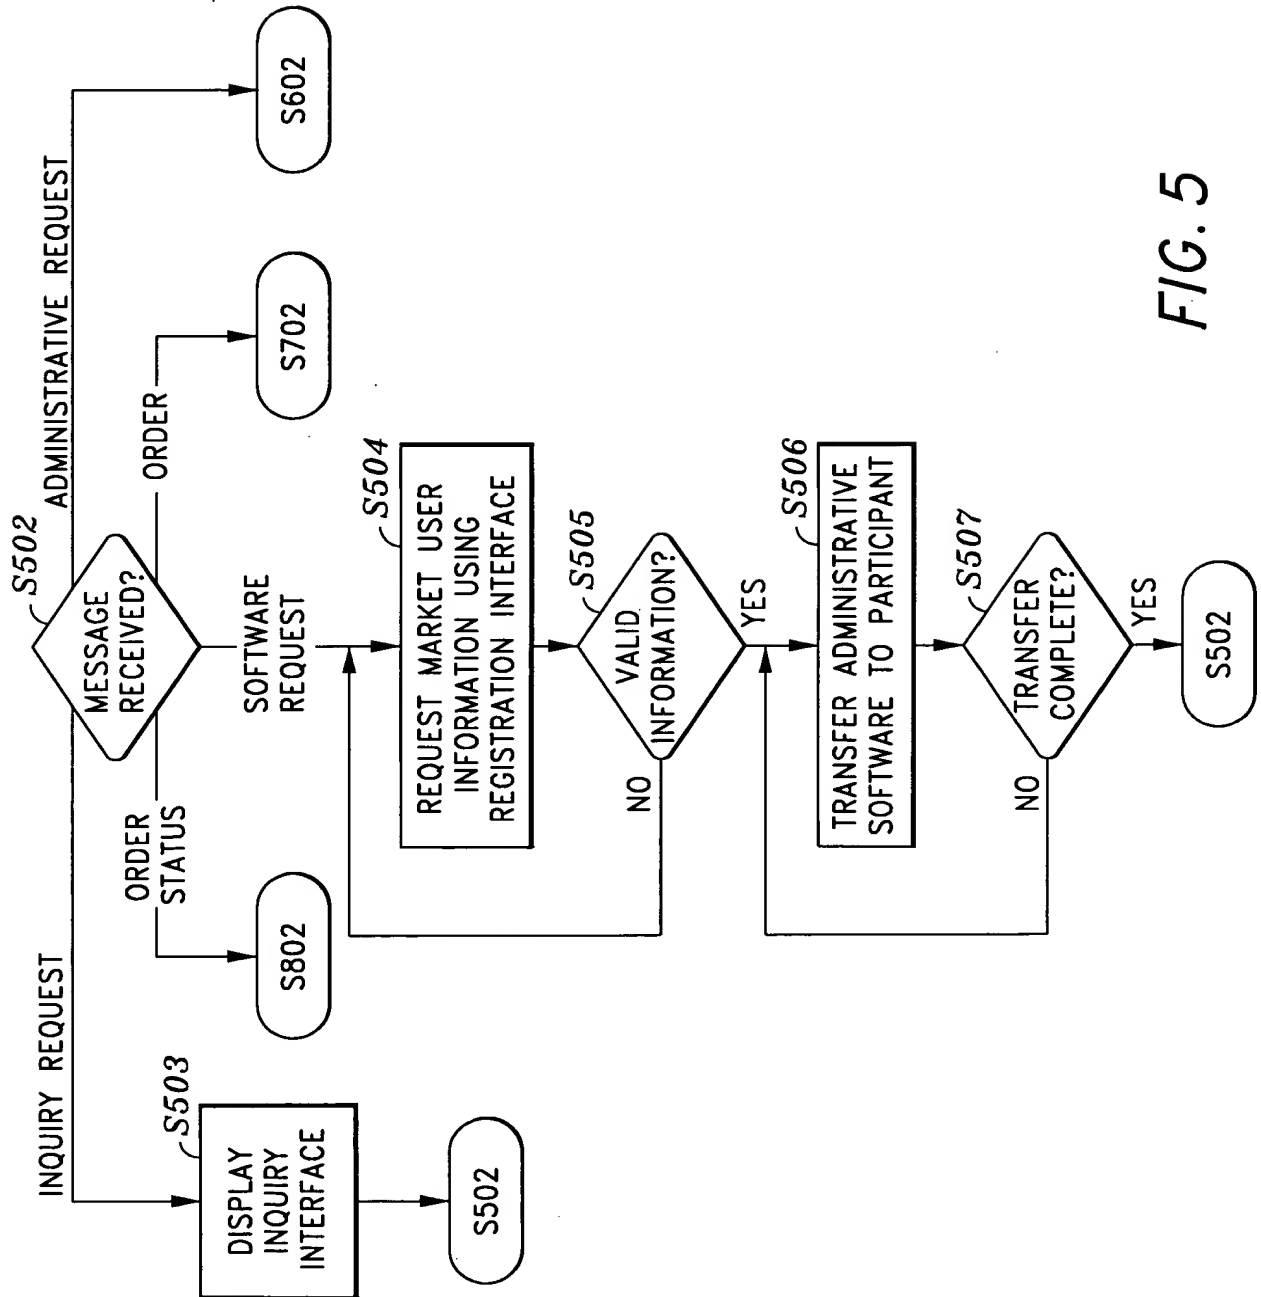 INQUIRY REQUEST
S502
ADMINISTRATIVE REQUEST
MESSAGE
RECEIVED?
ORDER
STATUS
SOFTWARE
REQUEST
ORDER
S503
DISPLAY
INQUIRY
INTERFACE
S502
S802
S702
S602
S504
REQUEST MARKET USER
INFORMATION USING
REGISTRATION INTERFACE
S505
VALID
INFORMATION?
NO
YES
S506
TRANSFER ADMINISTRATIVE
SOFTWARE TO PARTICIPANT
S507
TRANSFER
COMPLETE?
NO
YES
S502
FIG. 5